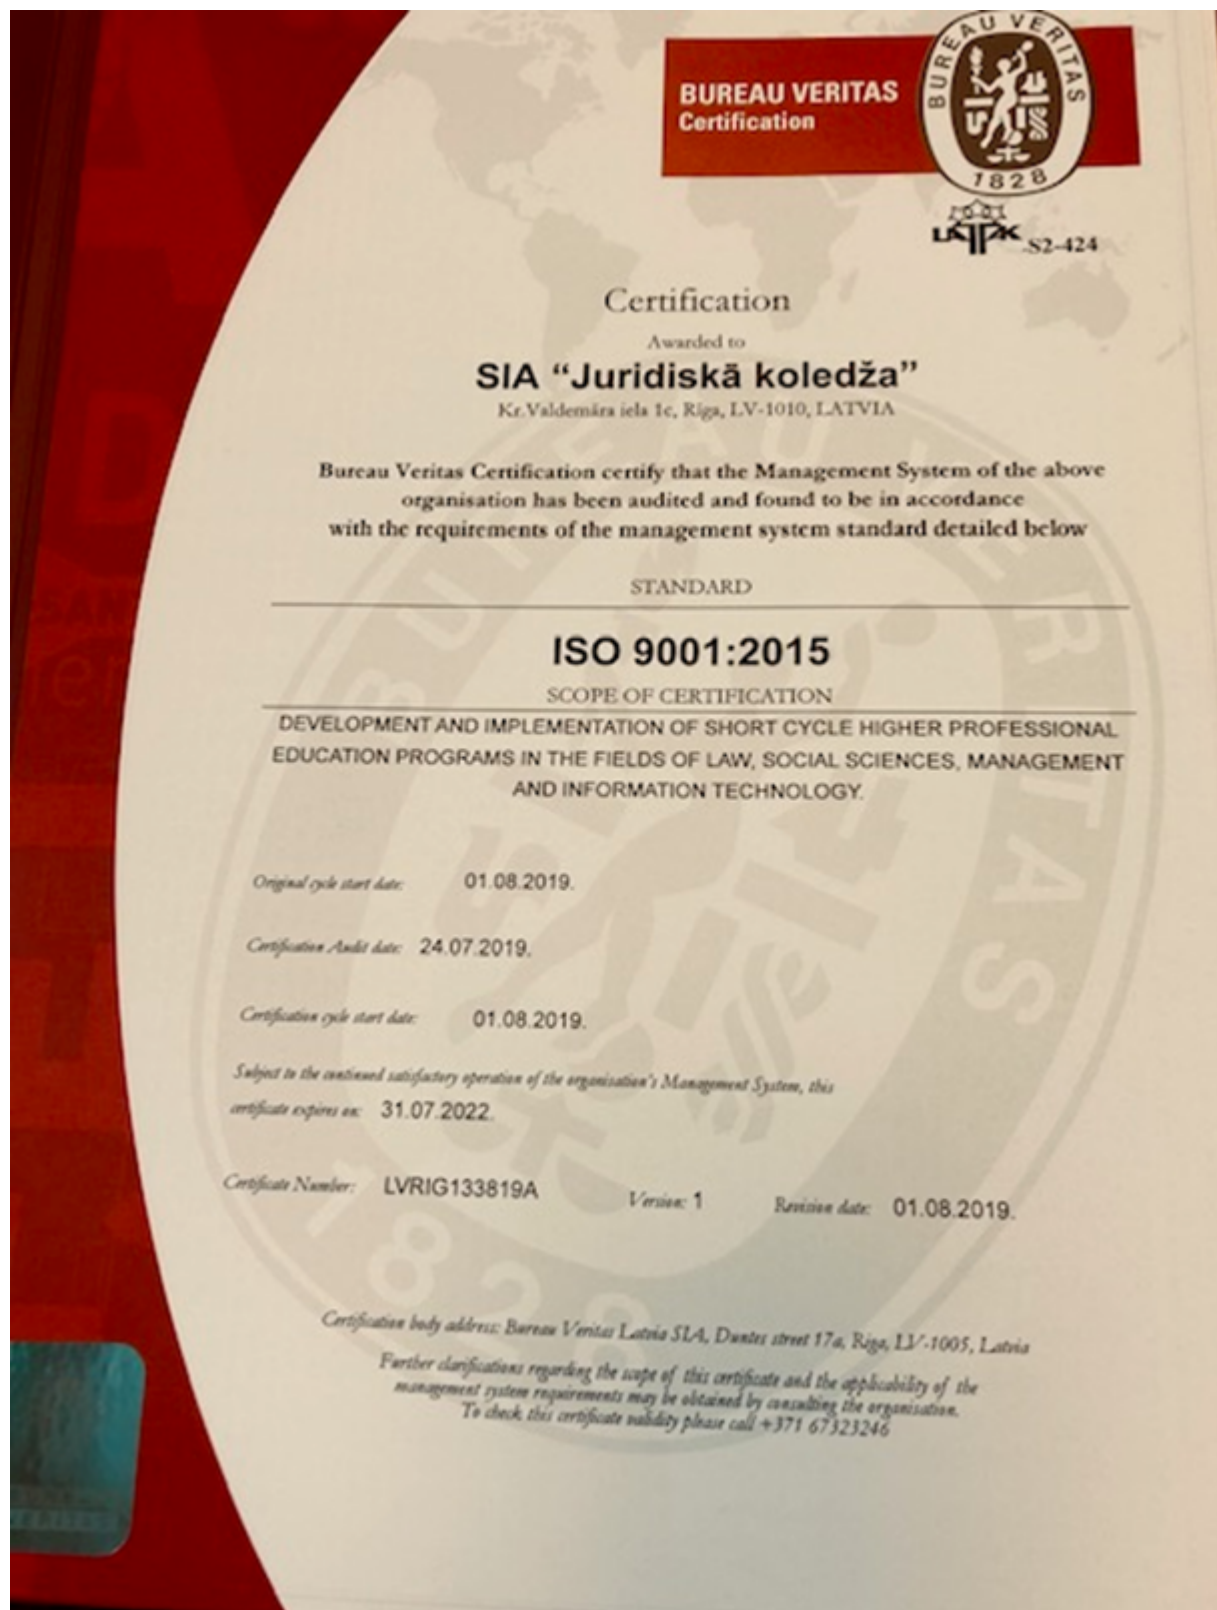 BUREAU VERITAS
Certification
BUREAU VERITAS
1828
LATAK
S2-424
Certification
Awarded to
SIA “Juridiskā koledža”
Kr.Valdemāra iela 1c, Rīga, LV-1010, LATVIA
Bureau Veritas Certification certify that the Management System of the above
organisation has been audited and found to be in accordance
with the requirements of the management system standard detailed below
STANDARD
ISO 9001:2015
SCOPE OF CERTIFICATION
DEVELOPMENT AND IMPLEMENTATION OF SHORT CYCLE HIGHER PROFESSIONAL
EDUCATION PROGRAMS IN THE FIELDS OF LAW, SOCIAL SCIENCES, MANAGEMENT
AND INFORMATION TECHNOLOGY.
Original cycle start date: 01.08.2019.
Certification Audit date: 24.07.2019.
Certification cycle start date: 01.08.2019.
Subject to the continued satisfactory operation of the organisation's Management System, this
certificate expires on: 31.07.2022.
Certificate Number: LVRIG133819A Version: 1 Revision date: 01.08.2019.
Certification body address: Bureau Veritas Latvia SIA, Duntes street 17a, Riga, LV-1005, Latvia
Further clarifications regarding the scope of this certificate and the applicability of the
management system requirements may be obtained by consulting the organisation.
To check this certificate validity please call +371 67323246
BUREAU VERITAS
1828